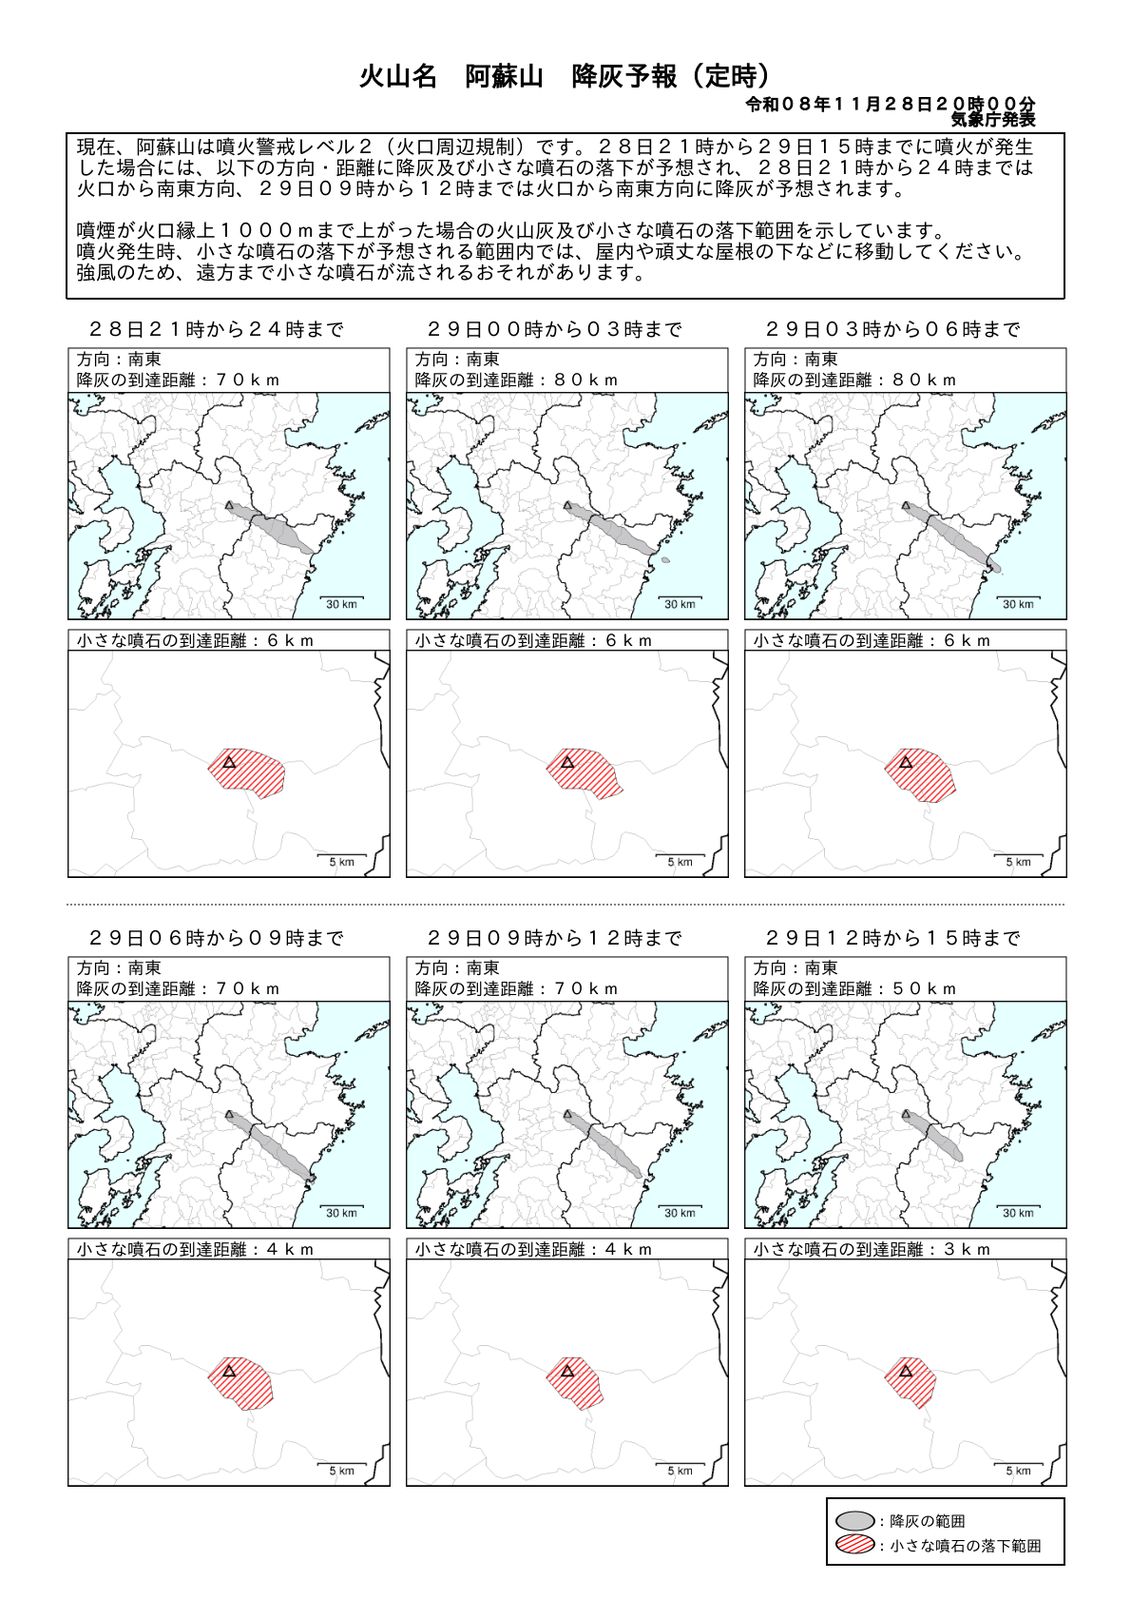 火山名　阿蘇山　降灰予報（定時）
令和０８年１１月２８日２０時００分
気象庁発表
現在、阿蘇山は噴火警戒レベル２（火口周辺規制）です。２８日２１時から２９日１５時までに噴火が発生
した場合には、以下の方向・距離に降灰及び小さな噴石の落下が予想され、２８日２１時から２４時までは
火口から南東方向、２９日０９時から１２時までは火口から南東方向に降灰が予想されます。
噴煙が火口縁上１０００ｍまで上がった場合の火山灰及び小さな噴石の落下範囲を示しています。
噴火発生時、小さな噴石の落下が予想される範囲内では、屋内や頑丈な屋根の下などに移動してください。
強風のため、遠方まで小さな噴石が流されるおそれがあります。
２８日２１時から２４時まで
方向：南東
降灰の到達距離：７０ｋｍ
30 km
小さな噴石の到達距離：６ｋｍ
5 km
２９日００時から０３時まで
方向：南東
降灰の到達距離：８０ｋｍ
30 km
小さな噴石の到達距離：６ｋｍ
5 km
２９日０３時から０６時まで
方向：南東
降灰の到達距離：８０ｋｍ
30 km
小さな噴石の到達距離：６ｋｍ
5 km
２９日０６時から０９時まで
方向：南東
降灰の到達距離：７０ｋｍ
30 km
小さな噴石の到達距離：４ｋｍ
5 km
２９日０９時から１２時まで
方向：南東
降灰の到達距離：７０ｋｍ
30 km
小さな噴石の到達距離：４ｋｍ
5 km
２９日１２時から１５時まで
方向：南東
降灰の到達距離：５０ｋｍ
30 km
小さな噴石の到達距離：３ｋｍ
5 km
：降灰の範囲
：小さな噴石の落下範囲